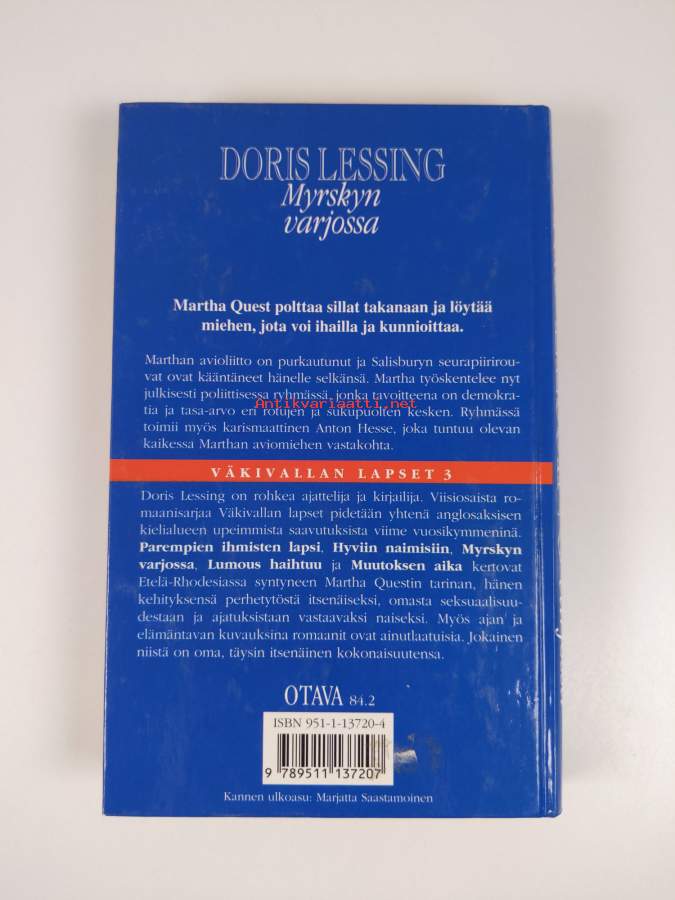 DORIS LESSING
Myrskyn
varjossa
Martha Quest polttaa sillat takanaan ja löytää
miehen, jota voi ihailla ja kunnioittaa.
Marthan avioliitto on purkautunut ja Salisburyn seurapiirirou-
vat ovat kääntäneet hänelle selkänsä. Martha työskentelee nyt
julkisesti poliittisessa ryhmässä, jonka tavoitteena on demokra-
Antikvariaatti.net
tia ja tasa-arvo eri rotujen ja sukupuolten kesken. Ryhmässä
toimii myös karismaattinen Anton Hesse, joka tuntuu olevan
kaikessa Marthan aviomiehen vastakohta.
VÄKIVALLAN LAPSET 3
Doris Lessing on rohkea ajattelija ja kirjailija. Viisiosaista ro-
maanisarjaa Väkivallan lapset pidetään yhtenä anglosaksisen
kielialueen upeimmista saavutuksista viime vuosikymmeninä.
Parempien ihmisten lapsi, Hyviin naimisiin, Myrskyn
varjossa, Lumous haihtuu ja Muutoksen aika kertovat
Etelä-Rhodesiassa syntyneen Martha Questin tarinan, hänen
kehityksensä perhetytöstä itsenäiseksi, omasta seksuaalisuu-
destaan ja ajatuksistaan vastaavaksi naiseksi. Myös ajan ja
elämäntavan kuvauksina romaanit ovat ainutlaatuisia. Jokainen
niistä on oma, täysin itsenäinen kokonaisuutensa.
OTAVA 84.2
ISBN 951-1-13720-4
9 789511 137207
Kannen ulkoasu: Marjatta Saastamoinen